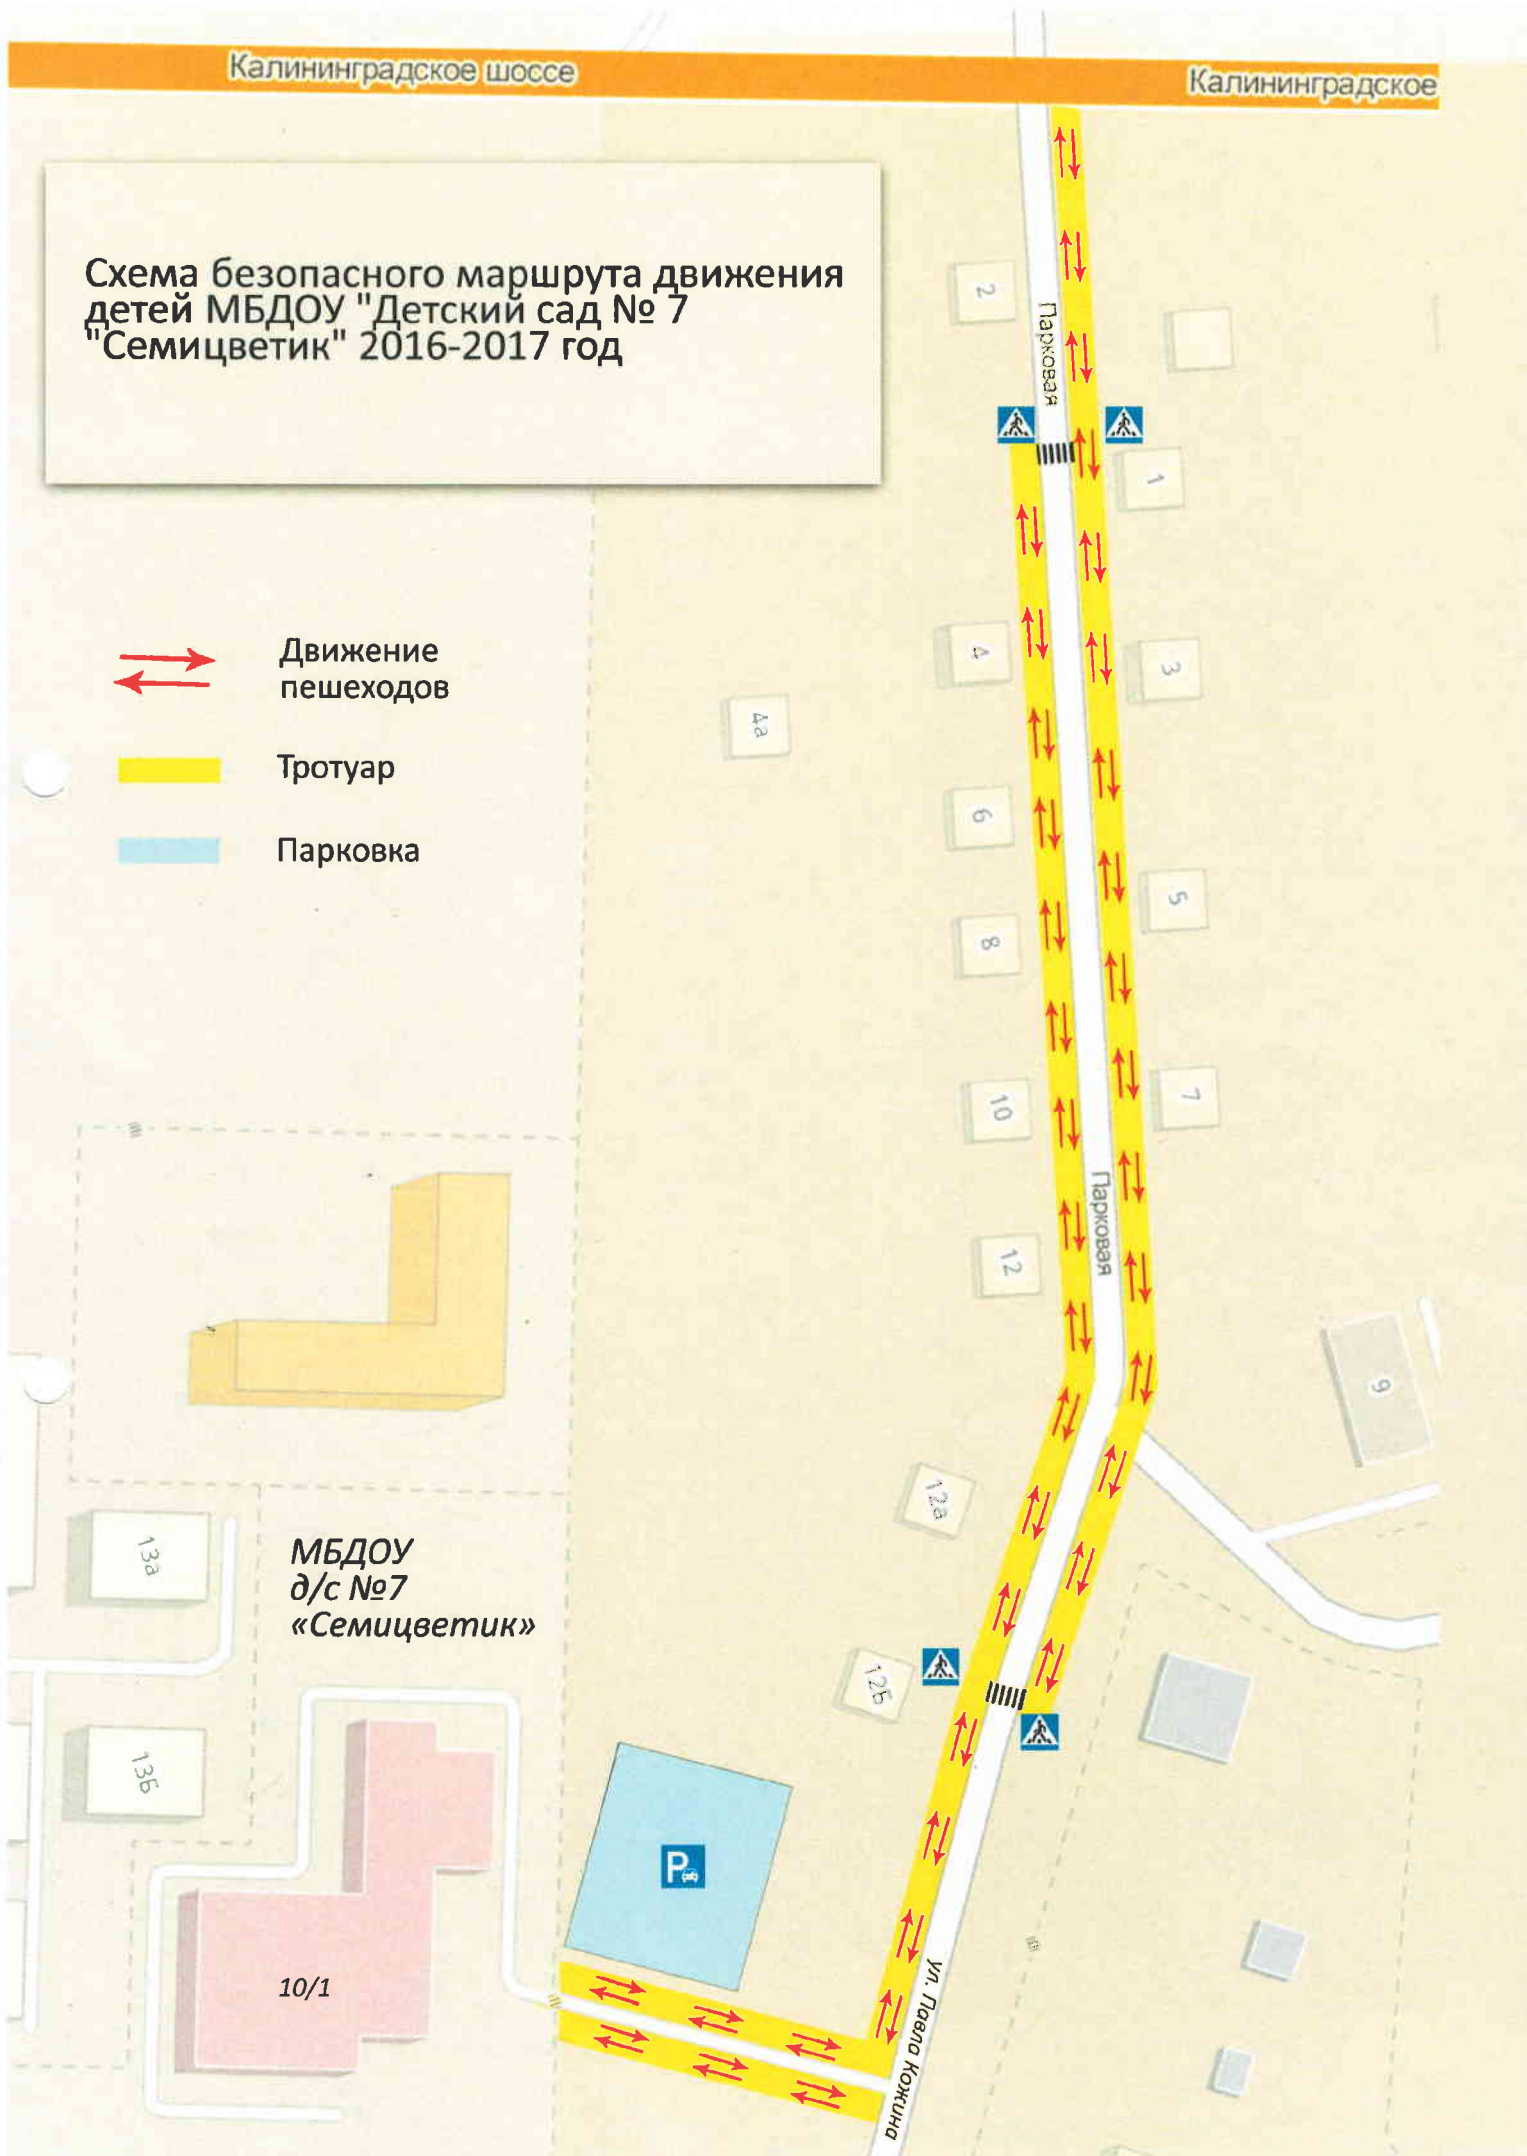 Калининградское шоссе
Калининградское
Схема безопасного маршрута движения
детей МБДОУ "Детский сад № 7
"Семицветик" 2016-2017 год
2
Парковая
1
Движение
пешеходов
4
3
4а
Тротуар
6
Парковка
5
8
10
7
Парковая
12
9
12а
13а
МБДОУ
д/с №7
«Семицветик»
12Б
13Б
P
10/1
ул. Павла Кожина